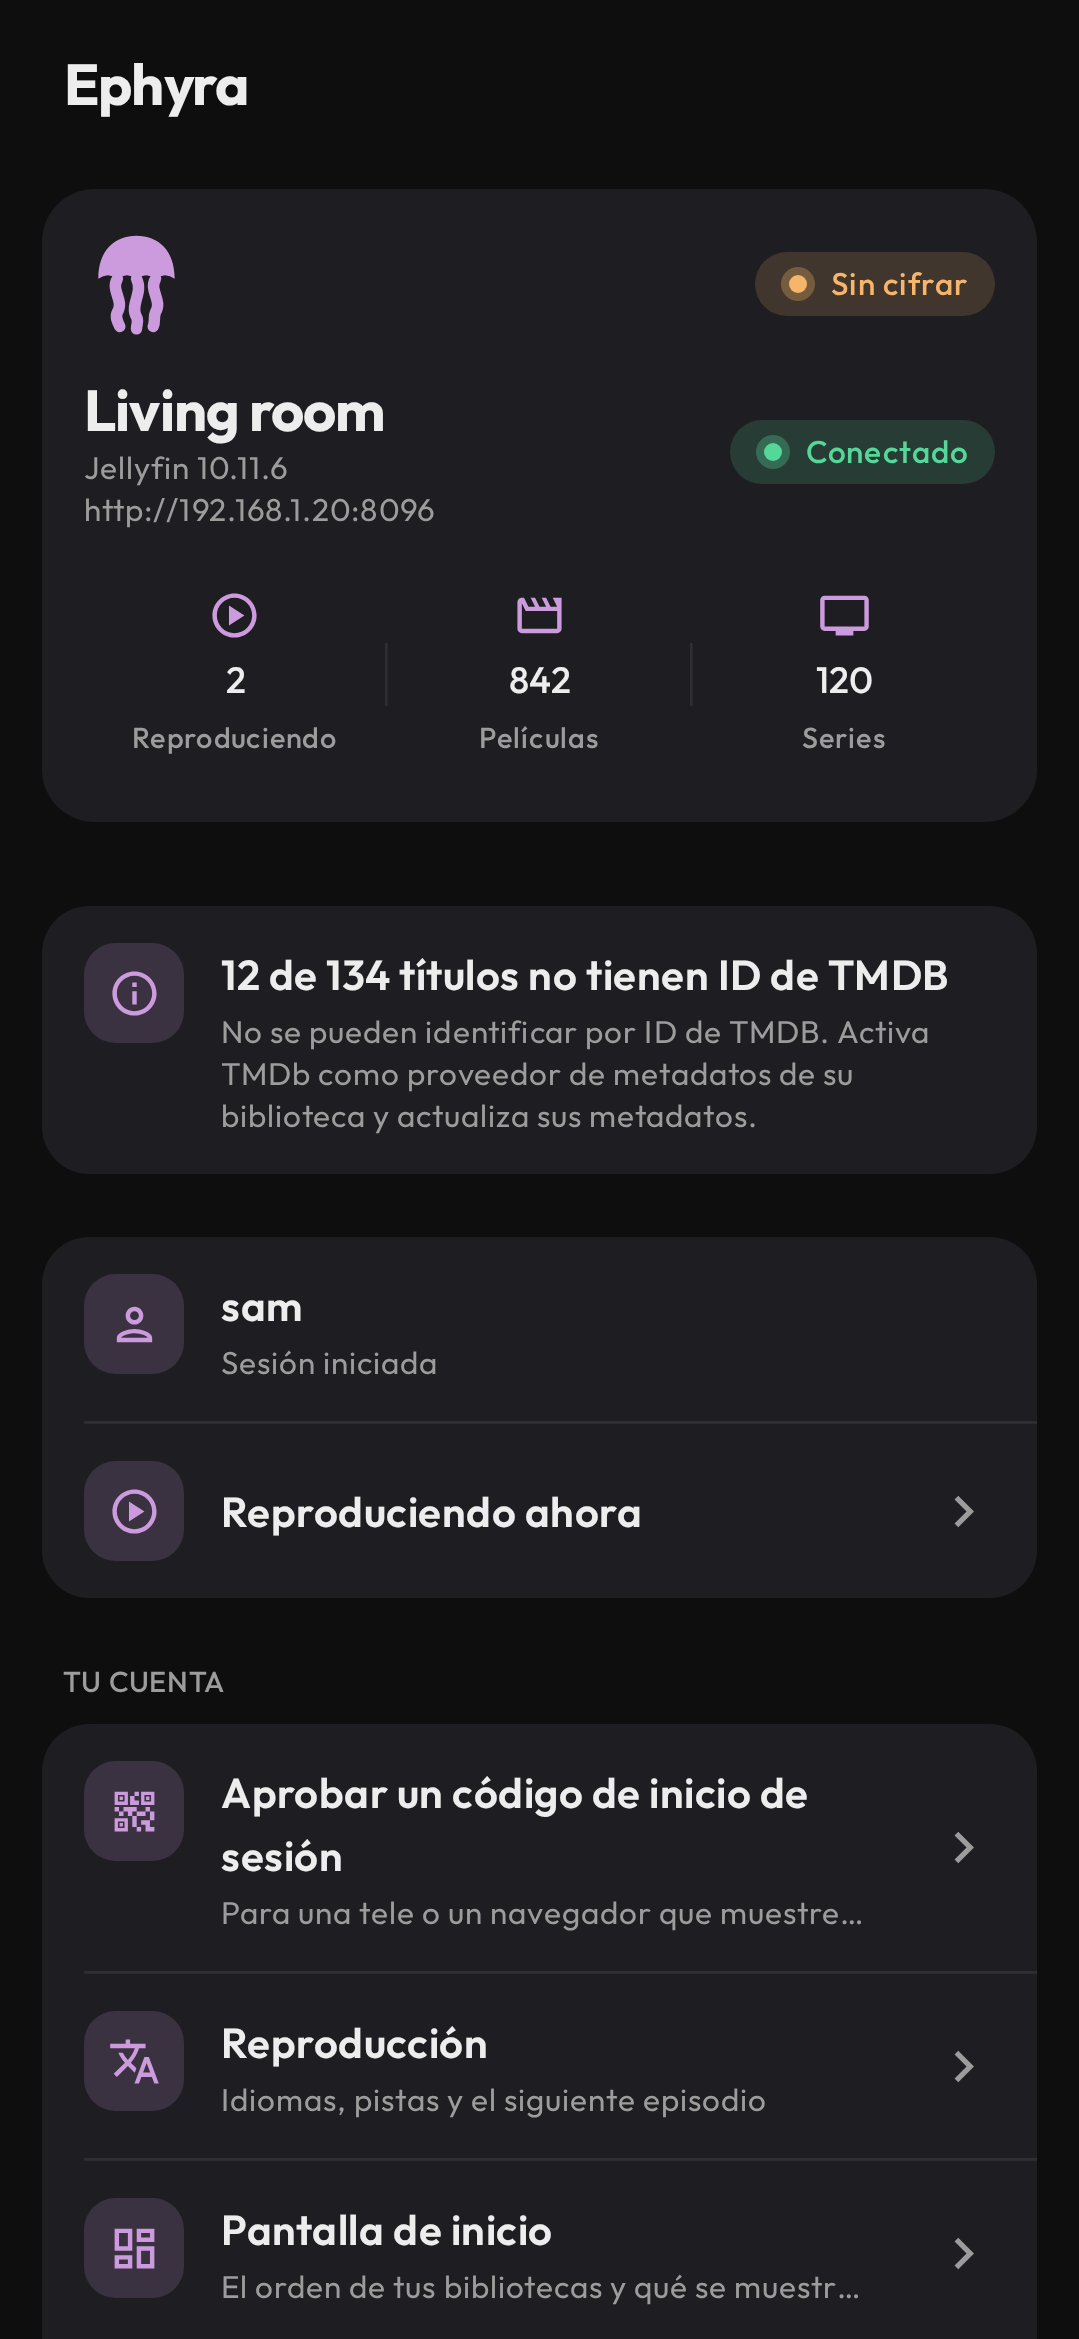 Ephyra
Sin cifrar
Living room
Jellyfin 10.11.6
http://192.168.1.20:8096
Conectado
2
Reproduciendo
842
Películas
120
Series
12 de 134 títulos no tienen ID de TMDB
No se pueden identificar por ID de TMDB. Activa
TMDb como proveedor de metadatos de su
biblioteca y actualiza sus metadatos.
sam
Sesión iniciada
Reproduciendo ahora
TU CUENTA
Aprobar un código de inicio de
sesión
Para una tele o un navegador que muestre…
Reproducción
Idiomas, pistas y el siguiente episodio
Pantalla de inicio
El orden de tus bibliotecas y qué se muestr…